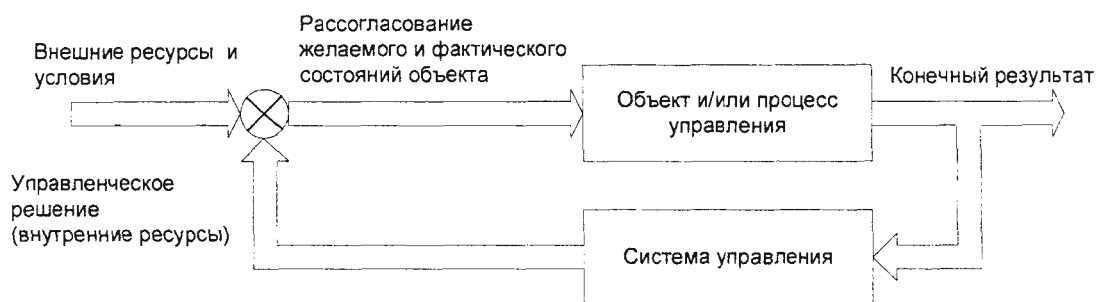 Внешние ресурсы и
условия
Рассогласование
желаемого и фактического
состояний объекта
Объект и/или процесс
управления
Конечный результат
Управленческое
решение
(внутренние ресурсы)
Система управления